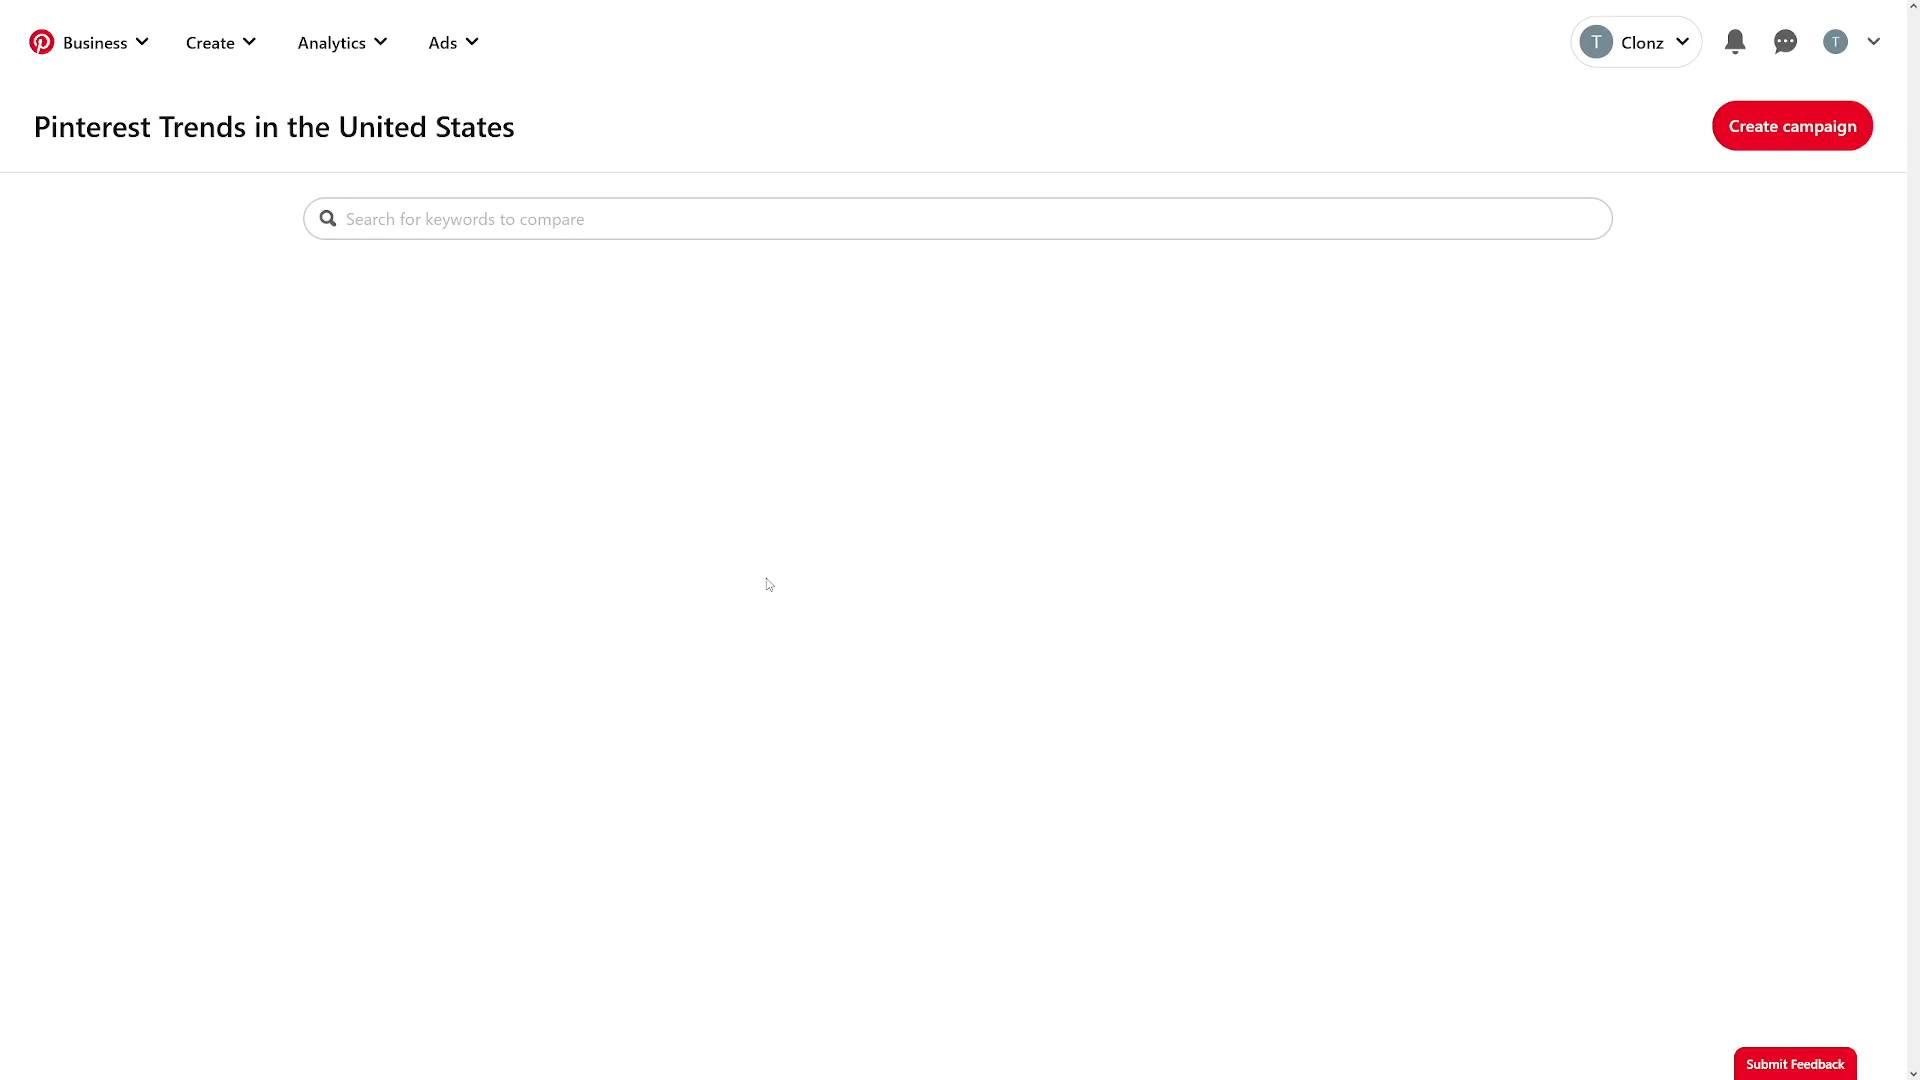 Business
Create
Analytics
Ads
T
Clonz
T
Pinterest Trends in the United States
Create campaign
Search for keywords to compare
Submit Feedback